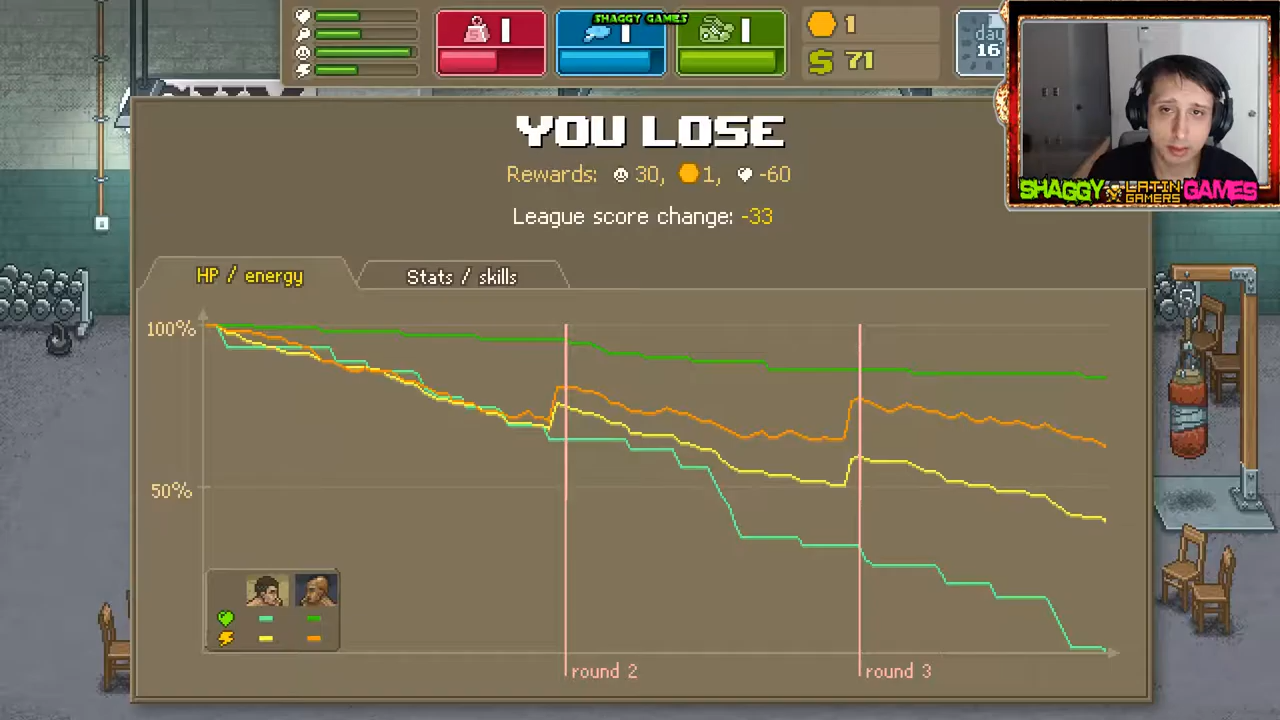 SHAGGY GAMES
1 1 1
1
71
day
16
YOU LOSE
Rewards: 30, 1, -60
League score change: -33
HP / energy
Stats / skills
100%
50%
round 2
round 3
SHAGGY LATIN GAMERS GAMES